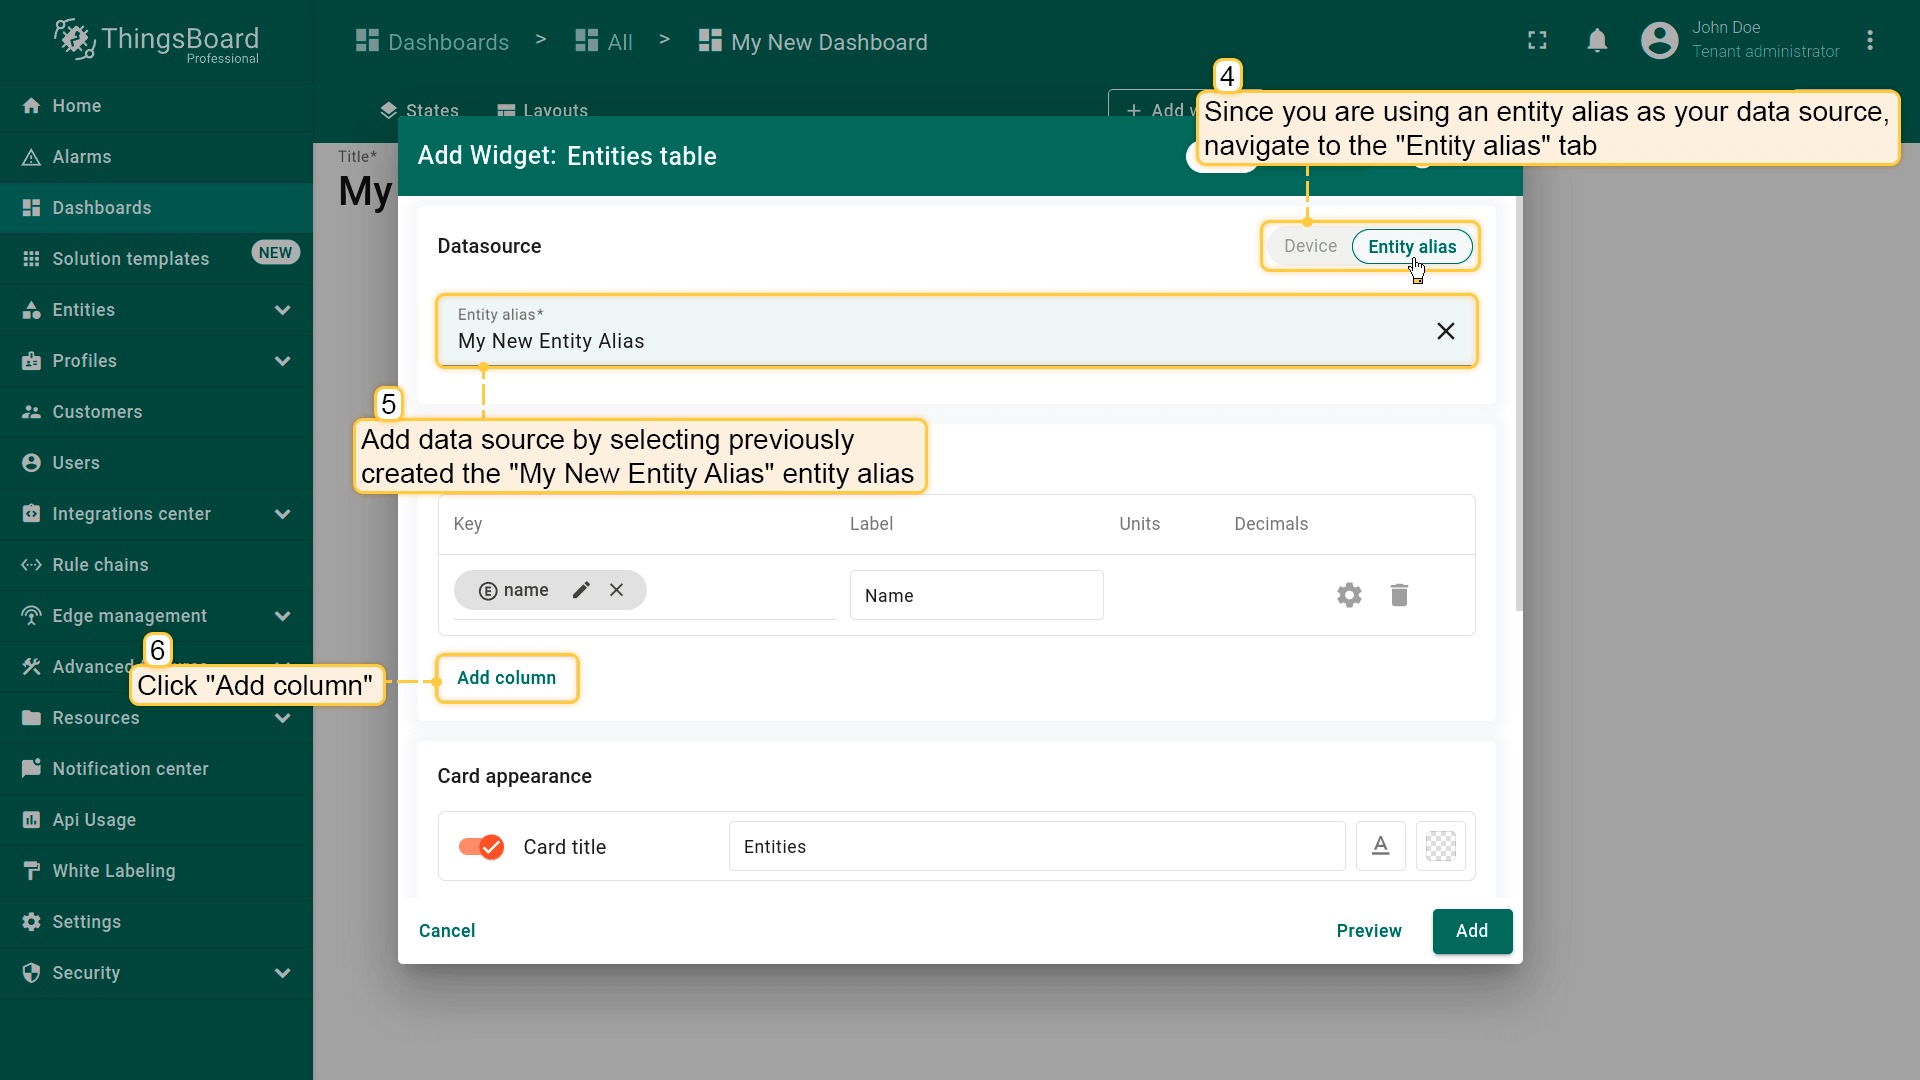 ThingsBoard
Professional
Dashboards > All > My New Dashboard
John Doe
Tenant administrator
Home
Alarms
Dashboards
Solution templates NEW
Entities
Profiles
Customers
Users
Integrations center
Rule chains
Edge management
Advanced
Resources
Notification center
Api Usage
White Labeling
Settings
Security
States
Layouts
+ Add
Title*
My
4
Since you are using an entity alias as your data source,
navigate to the "Entity alias" tab
Add Widget: Entities table
Datasource
Device
Entity alias
Entity alias*
My New Entity Alias
5
Add data source by selecting previously
created the "My New Entity Alias" entity alias
Key
Label
Units
Decimals
E name
Name
6
Click "Add column"
Add column
Card appearance
Card title
Entities
A
Cancel
Preview
Add